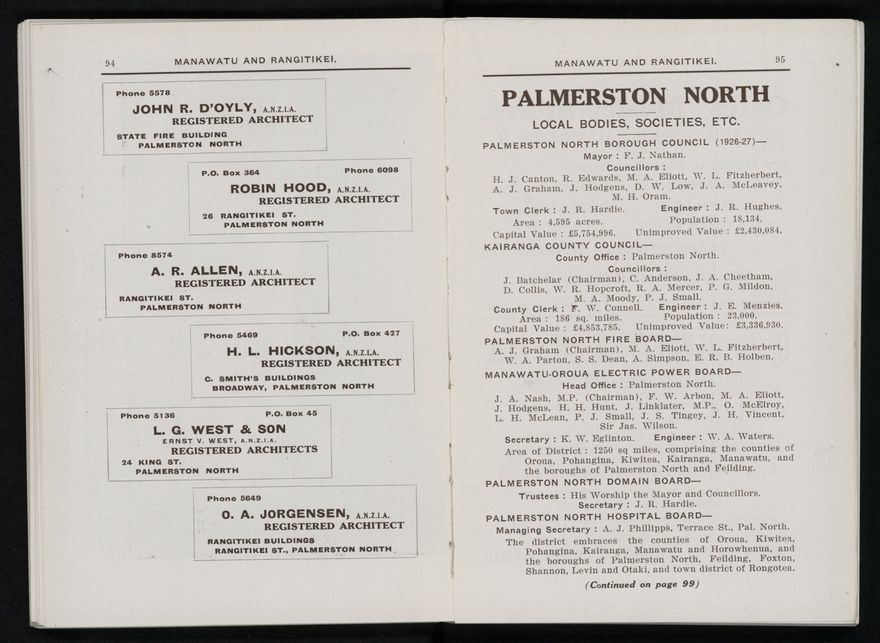 94 MANAWATU AND RANGITIKEI.
Phone 5578
JOHN R. D'OYLY, A.N.Z.I.A.
REGISTERED ARCHITECT
STATE FIRE BUILDING
PALMERSTON NORTH
P.O. Box 364 Phone 6098
ROBIN HOOD, A.N.Z.I.A.
REGISTERED ARCHITECT
26 RANGITIKEI ST.
PALMERSTON NORTH
Phone 8574
A. R. ALLEN, A.N.Z.I.A.
REGISTERED ARCHITECT
RANGITIKEI ST.
PALMERSTON NORTH
Phone 5469 P.O. Box 427
H. L. HICKSON, A.N.Z.I.A.
REGISTERED ARCHITECT
C. SMITH'S BUILDINGS
BROADWAY, PALMERSTON NORTH
Phone 5136 P.O. Box 45
L. G. WEST & SON
ERNST V. WEST, A.N.Z.I.A.
REGISTERED ARCHITECTS
24 KING ST.
PALMERSTON NORTH
Phone 5649
O. A. JORGENSEN, A.N.Z.I.A.
REGISTERED ARCHITECT
RANGITIKEI BUILDINGS
RANGITIKEI ST., PALMERSTON NORTH
MANAWATU AND RANGITIKEI. 95
PALMERSTON NORTH
LOCAL BODIES, SOCIETIES, ETC.
PALMERSTON NORTH BOROUGH COUNCIL (1926-27)—
Mayor : F. J. Nathan.
Councillors :
H. J. Canton, R. Edwards, M. A. Eliott, W. L. Fitzherbert,
A. J. Graham, J. Hodgens, D. W. Low, J. A. McLeavey,
M. H. Oram.
Town Clerk : J. R. Hardie. Engineer : J. R. Hughes.
Area : 4,595 acres. Population : 18,134.
Capital Value : £5,754,996. Unimproved Value : £2,430,084.
KAIRANGA COUNTY COUNCIL—
County Office : Palmerston North.
Councillors :
J. Batchelar (Chairman), C. Anderson, J. A. Cheetham,
D. Collis, W. R. Hopcroft, R. A. Mercer, P. G. Mildon,
M. A. Moody, P. J. Small.
County Clerk : F. W. Connell. Engineer : J. E. Menzies.
Area : 186 sq. miles. Population : 23,000.
Capital Value : £4,853,785. Unimproved Value: £3,336,930.
PALMERSTON NORTH FIRE BOARD—
A. J. Graham (Chairman), M. A. Eliott, W. L. Fitzherbert,
W. A. Parton, S. S. Dean, A. Simpson, E. R. B. Holben.
MANAWATU-OROUA ELECTRIC POWER BOARD—
Head Office : Palmerston North.
J. A. Nash, M.P. (Chairman), F. W. Arbon, M. A. Eliott,
J. Hodgens, H. H. Hunt, J. Linklater, M.P., O. McElroy,
L. H. McLean, P. J. Small, J. S. Tingey, J. H. Vincent,
Sir Jas. Wilson.
Secretary : K. W. Eglinton. Engineer : W. A. Waters.
Area of District : 1250 sq miles, comprising the counties of
Oroua, Pohangina, Kiwitea, Kairanga, Manawatu, and
the boroughs of Palmerston North and Feilding.
PALMERSTON NORTH DOMAIN BOARD—
Trustees : His Worship the Mayor and Councillors.
Secretary : J. R. Hardie.
PALMERSTON NORTH HOSPITAL BOARD—
Managing Secretary : A. J. Phillipps, Terrace St., Pal. North.
The district embraces the counties of Oroua, Kiwitea,
Pohangina, Kairanga, Manawatu and Horowhenua, and
the boroughs of Palmerston North, Feilding, Foxton,
Shannon, Levin and Otaki, and town district of Rongotea.
(Continued on page 99)